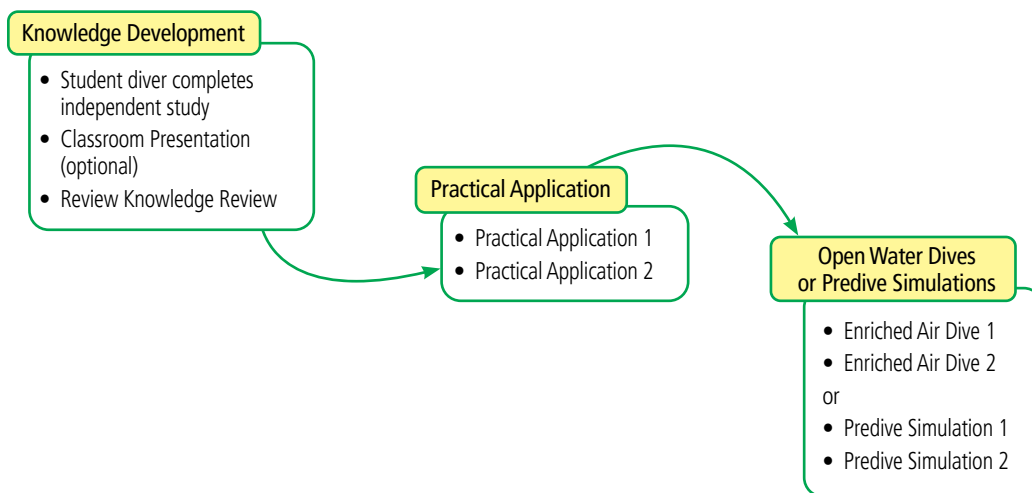 Knowledge Development
• Student diver completes
independent study
• Classroom Presentation
(optional)
• Review Knowledge Review
Practical Application
• Practical Application 1
• Practical Application 2
Open Water Dives
or Predive Simulations
• Enriched Air Dive 1
• Enriched Air Dive 2
or
• Predive Simulation 1
• Predive Simulation 2